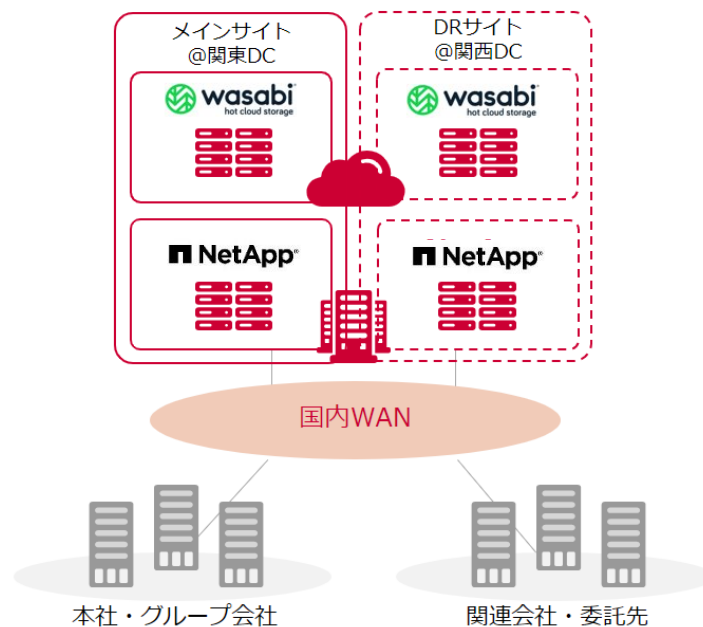 メインサイト
@関東DC
DRサイト
@関西DC
wasabi
hot cloud storage
wasabi
hot cloud storage
NetApp
NetApp
国内WAN
本社・グループ会社
関連会社・委託先